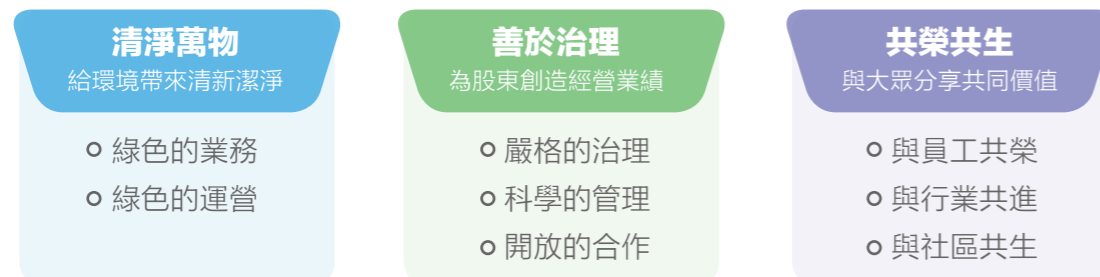 清淨萬物
給環境帶來清新潔淨
綠色的業務
綠色的運營
善於治理
為股東創造經營業績
嚴格的治理
科學的管理
開放的合作
共榮共生
與大眾分享共同價值
與員工共榮
與行業共進
與社區共生